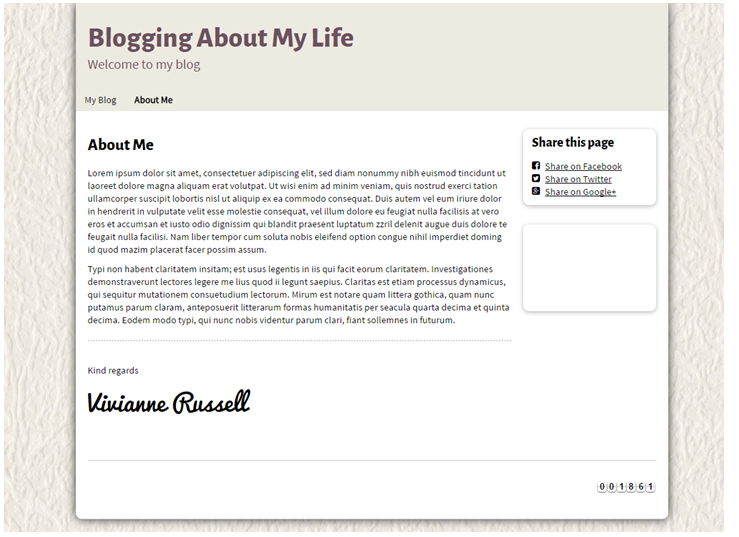 Blogging About My Life
Welcome to my blog
My Blog
About Me
About Me
Lorem ipsum dolor sit amet, consectetuer adipiscing elit, sed diam nonummy nibh euismod tincidunt ut
laoreet dolore magna aliquam erat volutpat. Ut wisi enim ad minim veniam, quis nostrud exerci tation
ullamcorper suscipit lobortis nisl ut aliquip ex ea commodo consequat. Duis autem vel eum iriure dolor
in hendrerit in vulputate velit esse molestie consequat, vel illum dolore eu feugiat nulla facilisis at vero
eros et accumsan et iusto odio dignissim qui blandit praesent luptatum zzril delenit augue duis dolore te
feugait nulla facilisi. Nam liber tempor cum soluta nobis eleifend option congue nihil imperdiet doming
id quod mazim placerat facer possim assum.
Typi non habent claritatem insitam; est usus legentis in iis qui facit eorum claritatem. Investigationes
demonstraverunt lectores legere me lius quod ii legunt saepius. Claritas est etiam processus dynamicus,
qui sequitur mutationem consuetudium lectorum. Mirum est notare quam littera gothica, quam nunc
putamus parum claram, anteposuerit litterarum formas humanitatis per seacula quarta decima et quinta
decima. Eodem modo typi, qui nunc nobis videntur parum clari, fiant sollemnes in futurum.
Kind regards
Vivianne Russell
Share this page
Share on Facebook
Share on Twitter
Share on Google+
001861